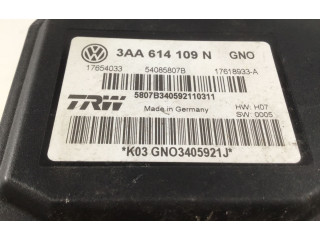 3AA 614 109 N GNO
17654033 54085807B 17618933-A
TRW 5807B340592110311
Made in Germany HW: H07
SW: 0005
*K03 GNO3405921J*